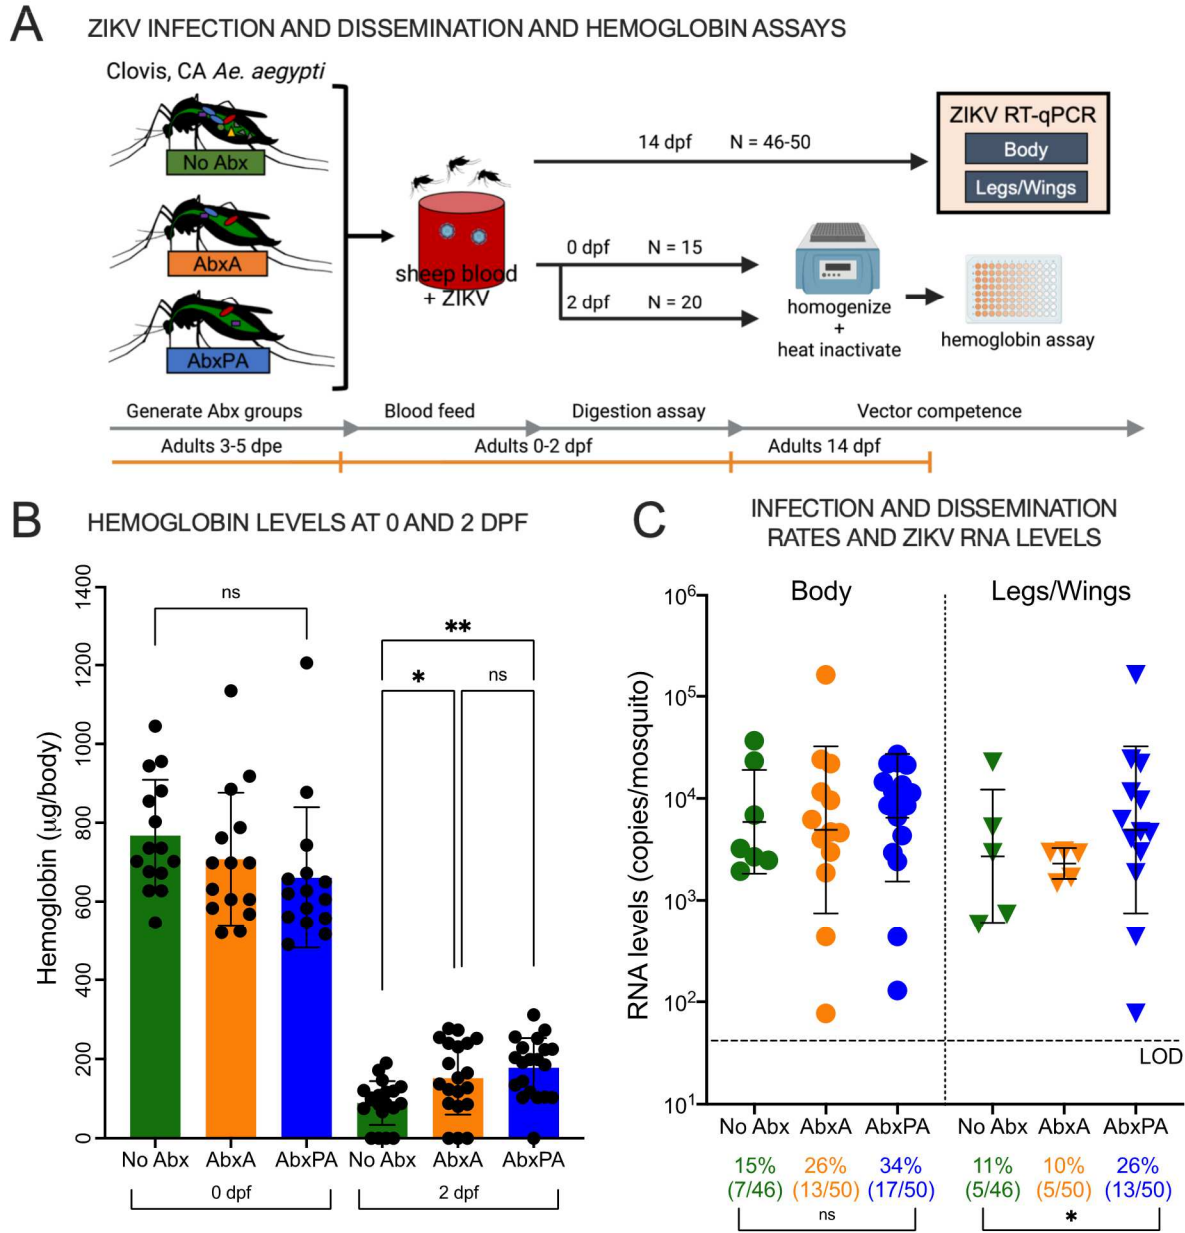 A ZIKV INFECTION AND DISSEMINATION AND HEMOGLOBIN ASSAYS
Clovis, CA Ae. aegypti
No Abx
AbxA
AbxPA
sheep blood
+ ZIKV
14 dpf N = 46-50
0 dpf N = 15
2 dpf N = 20
ZIKV RT-qPCR
Body
Legs/Wings
homogenize
+
heat inactivate
hemoglobin assay
Generate Abx groups Blood feed Digestion assay Vector competence
Adults 3-5 dpe Adults 0-2 dpf Adults 14 dpf
B HEMOGLOBIN LEVELS AT 0 AND 2 DPF
Hemoglobin (µg/body)
1400
1200
1000
800
600
400
200
0
ns
**
* ns
No Abx AbxA AbxPA No Abx AbxA AbxPA
0 dpf 2 dpf
C INFECTION AND DISSEMINATION
RATES AND ZIKV RNA LEVELS
Body Legs/Wings
RNA levels (copies/mosquito)
10⁶
10⁵
10⁴
10³
10²
10¹
LOD
No Abx AbxA AbxPA No Abx AbxA AbxPA
15% 26% 34% 11% 10% 26%
(7/46) (13/50) (17/50) (5/46) (5/50) (13/50)
ns *